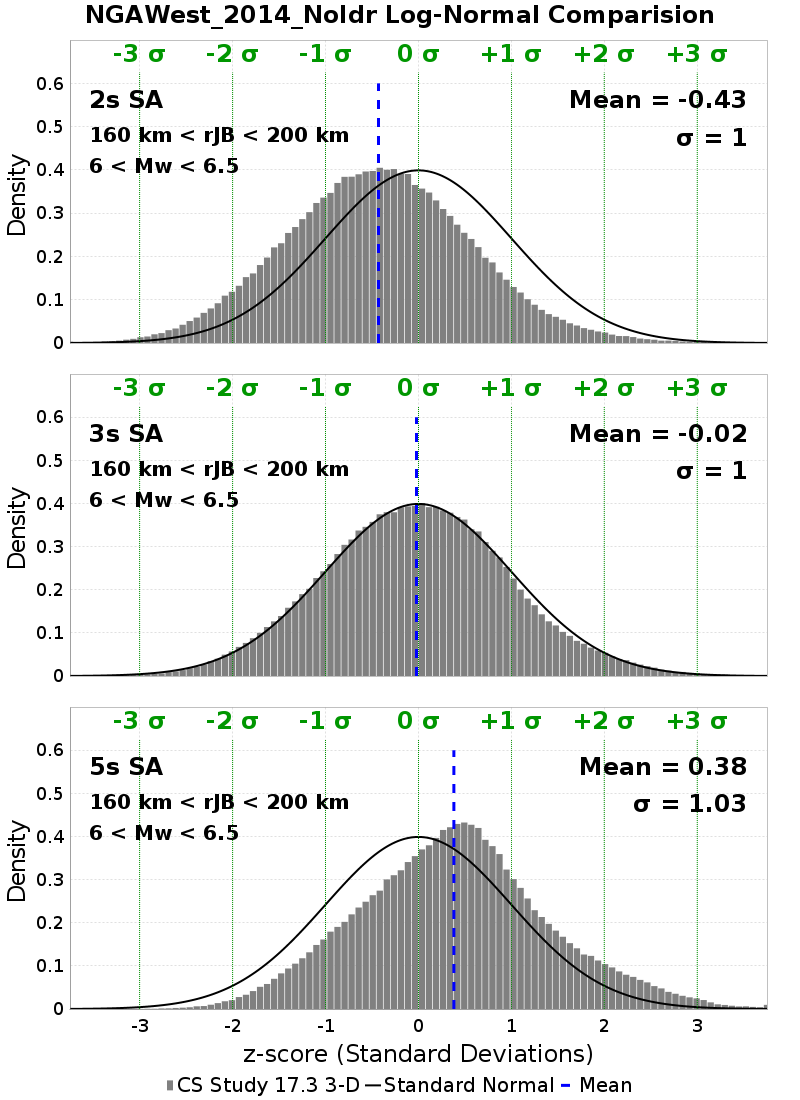 NGAWest_2014_NoIdr Log-Normal Comparision
-3 σ -2 σ -1 σ 0 σ +1 σ +2 σ +3 σ
2s SA
Mean = -0.43
160 km < rJB < 200 km
σ = 1
6 < Mw < 6.5
0.6
0.5
0.4
0.3
0.2
0.1
0
Density
-3 σ -2 σ -1 σ 0 σ +1 σ +2 σ +3 σ
3s SA
Mean = -0.02
160 km < rJB < 200 km
σ = 1
6 < Mw < 6.5
0.6
0.5
0.4
0.3
0.2
0.1
0
Density
-3 σ -2 σ -1 σ 0 σ +1 σ +2 σ +3 σ
5s SA
Mean = 0.38
160 km < rJB < 200 km
σ = 1.03
6 < Mw < 6.5
0.6
0.5
0.4
0.3
0.2
0.1
0
Density
-3 -2 -1 0 1 2 3
z-score (Standard Deviations)
CS Study 17.3 3-D Standard Normal Mean